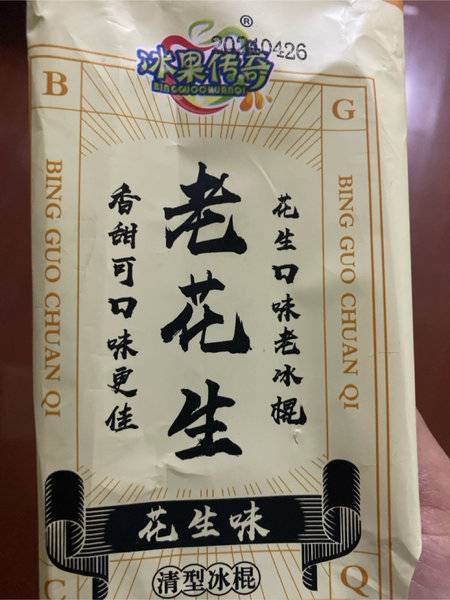 ®
20240426
冰果传奇
BINGGUOCHUANQI
B
G
BING GUO CHUAN QI
BING GUO CHUAN QI
花生口味老冰棍
老花生
香甜可口味更佳
花生味
清型冰棍
C
Q